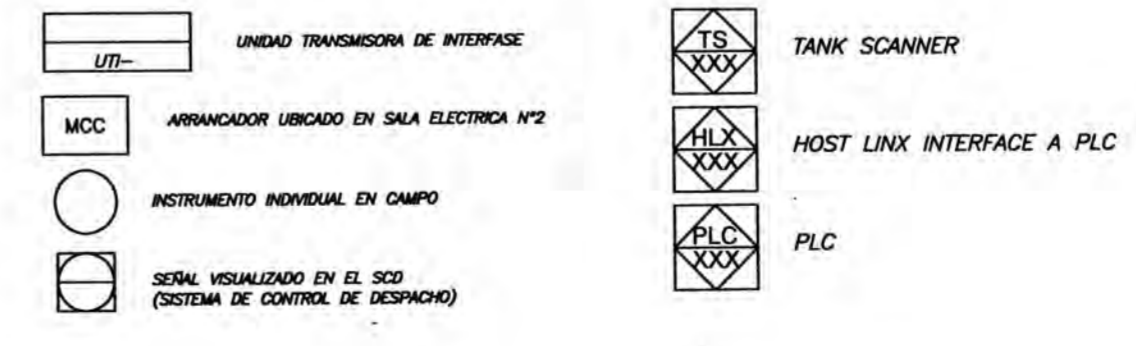 UTI-
UNIDAD TRANSMISORA DE INTERFASE
MCC
ARRANCADOR UBICADO EN SALA ELECTRICA N°2
INSTRUMENTO INDIVIDUAL EN CAMPO
SEÑAL VISUALIZADO EN EL SCD
(SISTEMA DE CONTROL DE DESPACHO)
TS
XXX
TANK SCANNER
HLX
XXX
HOST LINX INTERFACE A PLC
PLC
XXX
PLC